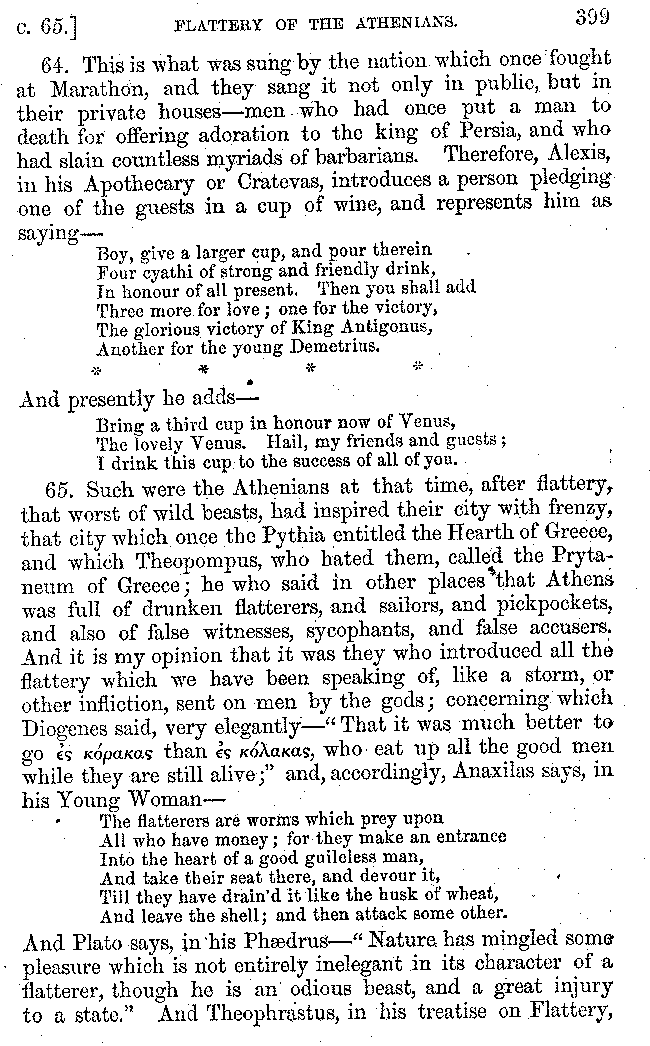 C. 65.] FLATTERY OF THE ATHENIANS. 399
64. This is what was sung by the nation which once fought
at Marathon, and they sang it not only in public, but in
their private houses—men who had once put a man to
death for offering adoration to the king of Persia, and who
had slain countless myriads of barbarians. Therefore, Alexis,
in his Apothecary or Cratevas, introduces a person pledging
one of the guests in a cup of wine, and represents him as
saying—
Boy, give a larger cup, and pour therein
Four cyathi of strong and friendly drink,
In honour of all present. Then you shall add
Three more for love; one for the victory,
The glorious victory of King Antigonus,
Another for the young Demetrius.
* * * *
And presently he adds—
Bring a third cup in honour now of Venus,
The lovely Venus. Hail, my friends and guests;
I drink this cup to the success of all of you.
65. Such were the Athenians at that time, after flattery,
that worst of wild beasts, had inspired their city with frenzy,
that city which once the Pythia entitled the Hearth of Greece,
and which Theopompus, who hated them, called the Pryta-
neum of Greece; he who said in other places that Athens
was full of drunken flatterers, and sailors, and pickpockets,
and also of false witnesses, sycophants, and false accusers.
And it is my opinion that it was they who introduced all the
flattery which we have been speaking of, like a storm, or
other infliction, sent on men by the gods; concerning which
Diogenes said, very elegantly—"That it was much better to
go ἐς κόρακας than ἐς κόλακας, who eat up all the good men
while they are still alive;" and, accordingly, Anaxilas says, in
his Young Woman—
The flatterers are worms which prey upon
All who have money; for they make an entrance
Into the heart of a good guileless man,
And take their seat there, and devour it,
Till they have drain'd it like the husk of wheat,
And leave the shell; and then attack some other.
And Plato says, in his Phædrus—"Nature has mingled some
pleasure which is not entirely inelegant in its character of a
flatterer, though he is an odious beast, and a great injury
to a state." And Theophrastus, in his treatise on Flattery,